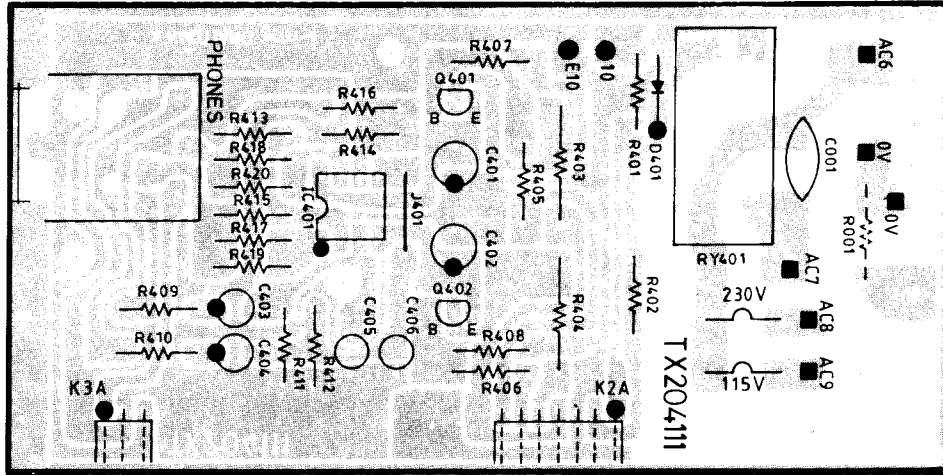 PHONES
R407
E10
10
AC6
Q401
B E
R416
R413
R414
R418
R420
R415
R417
R419
IC401
J401
C401
C402
R405
R403
R401
D401
C001
0V
0V
R001
RY401
AC7
R409
R410
C403
C404
R411
R412
C405
C406
Q402
B E
R408
R406
R404
R402
230V
AC8
115V
AC9
TX204111
K3A
K2A